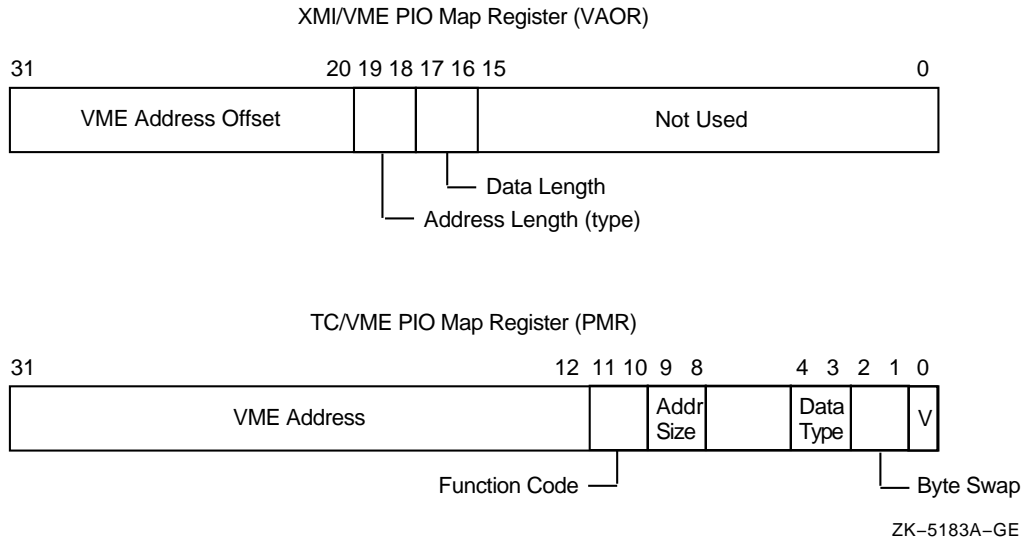 XMI/VME PIO Map Register (VAOR)
31 20 19 18 17 16 15 0
VME Address Offset Not Used
Data Length
Address Length (type)
TC/VME PIO Map Register (PMR)
31 12 11 10 9 8 4 3 2 1 0
VME Address Addr Size Data Type V
Function Code Byte Swap
ZK–5183A–GE